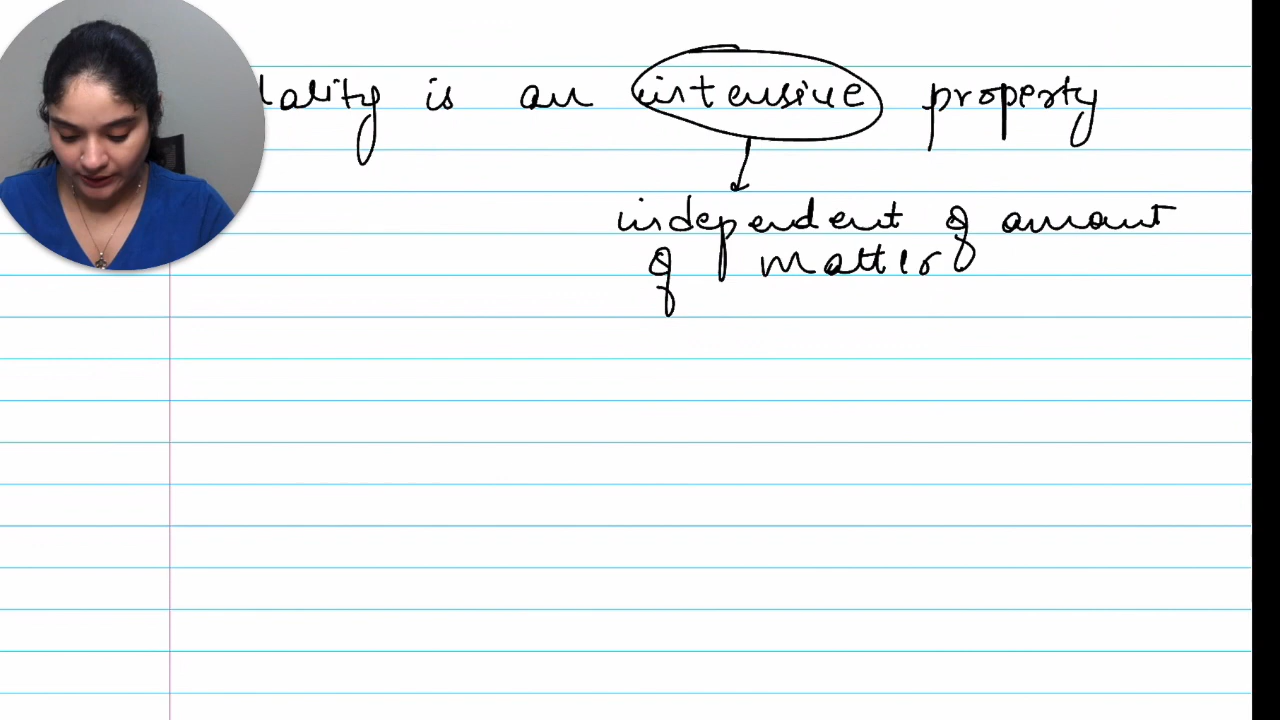 lality is an intensive property
independent of amount
of matter